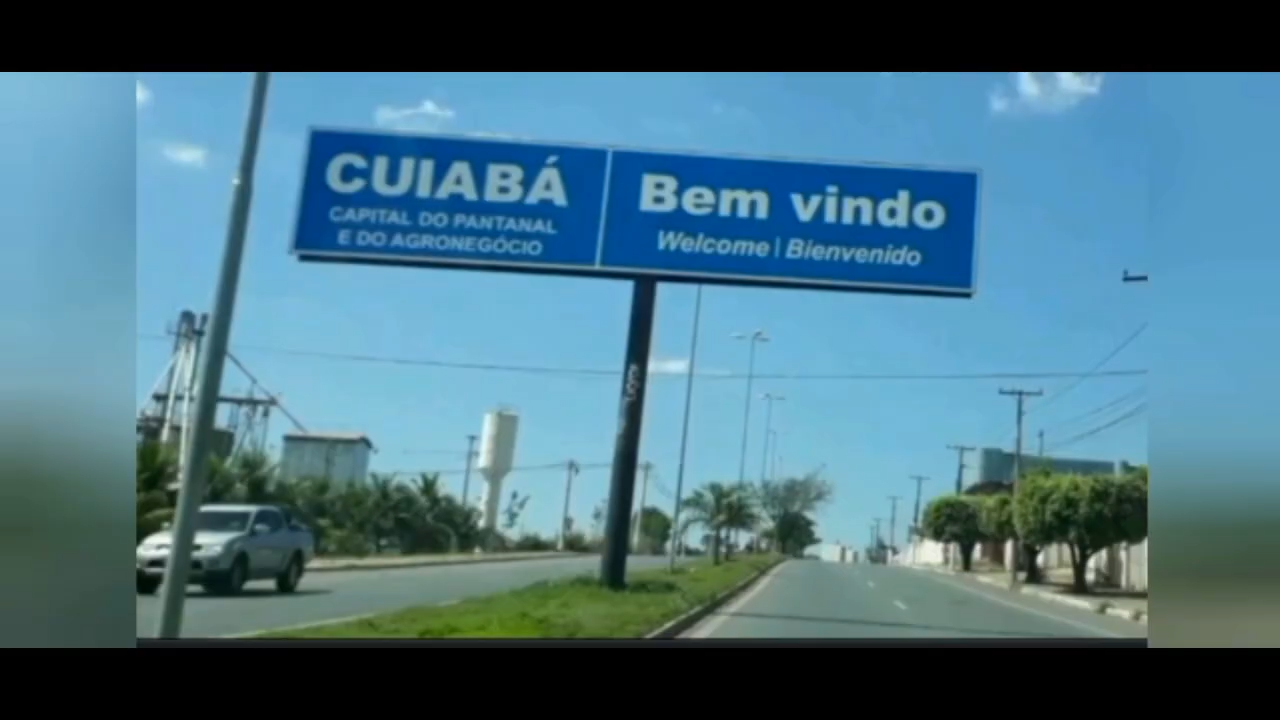 CUIABÁ
CAPITAL DO PANTANAL
E DO AGRONEGÓCIO
Bem vindo
Welcome | Bienvenido